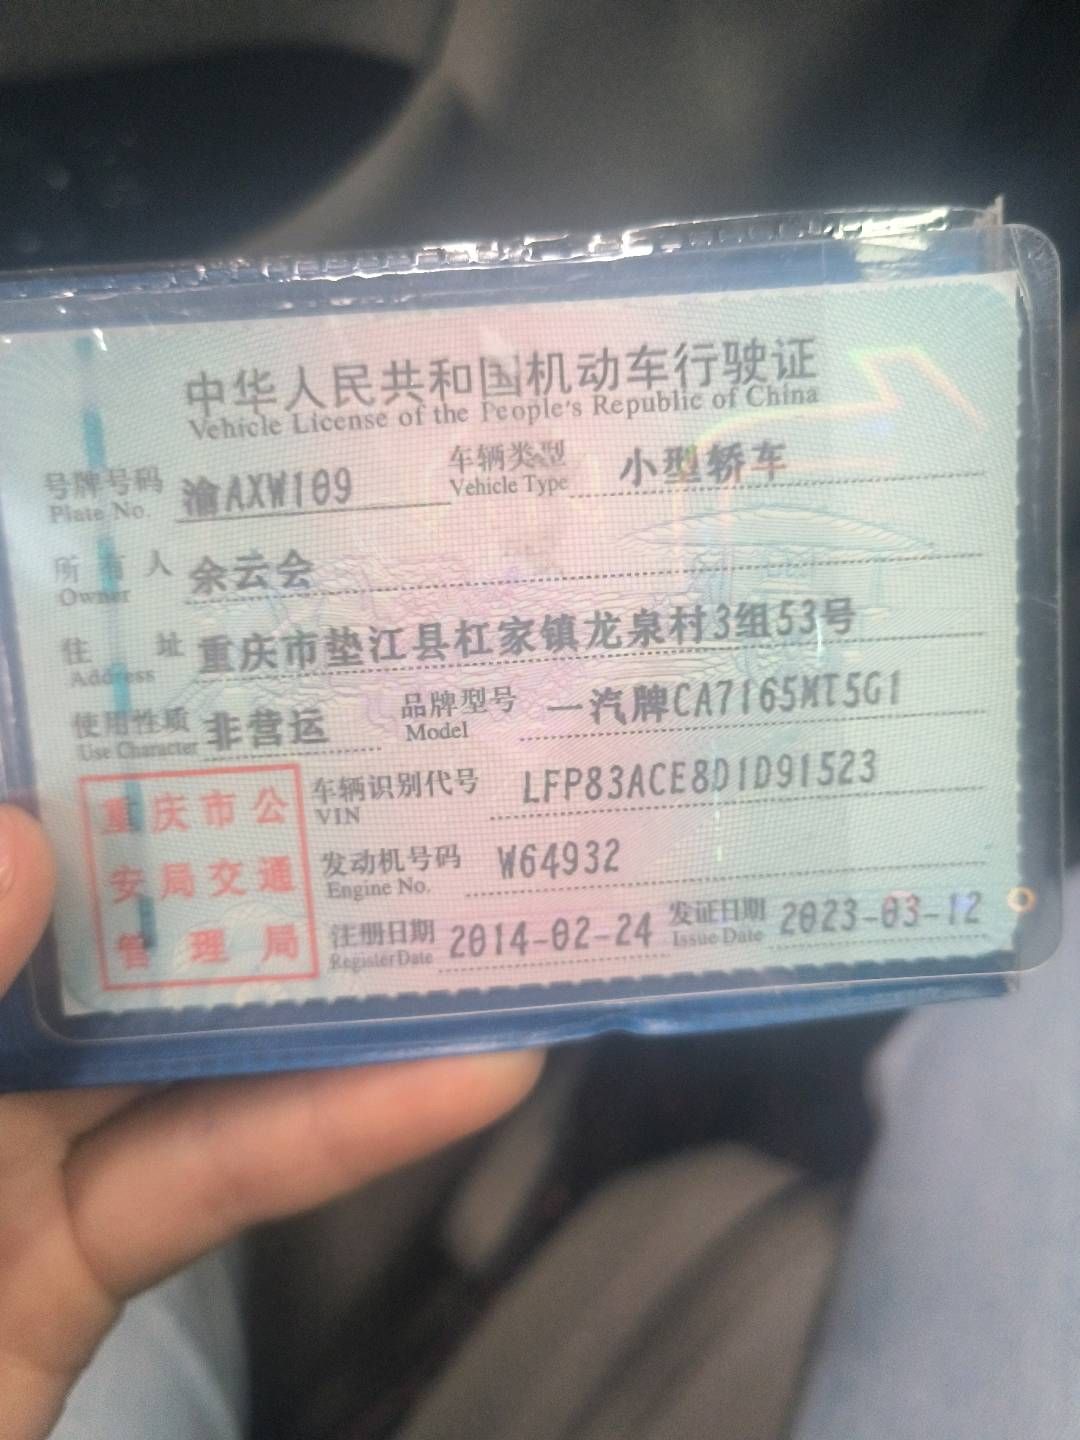 中华人民共和国机动车行驶证
Vehicle License of the People's Republic of China
号牌号码 渝AXW109 车辆类型 小型轿车
Plate No. Vehicle Type
所有人 余云会
Owner
住址 重庆市垫江县杠家镇龙泉村3组53号
Address
使用性质 非营运 品牌型号 一汽牌CA7165MT5G1
Use Character Model
车辆识别代号 LFP83ACE8D1D91523
VIN
发动机号码 W64932
Engine No.
注册日期 2014-02-24 发证日期 2023-03-12
Register Date Issue Date
重庆市公
安局交通
管理局